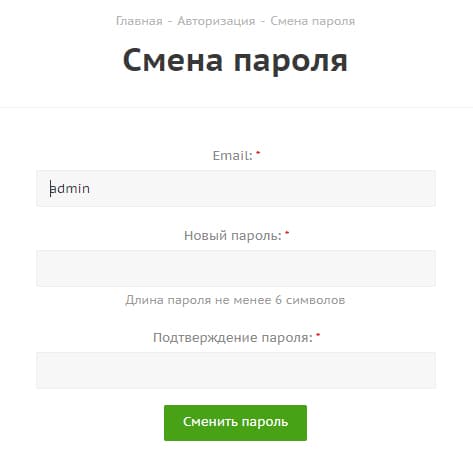 Главная - Авторизация - Смена пароля
Смена пароля
Email: *
admin
Новый пароль: *
Длина пароля не менее 6 символов
Подтверждение пароля: *
Сменить пароль